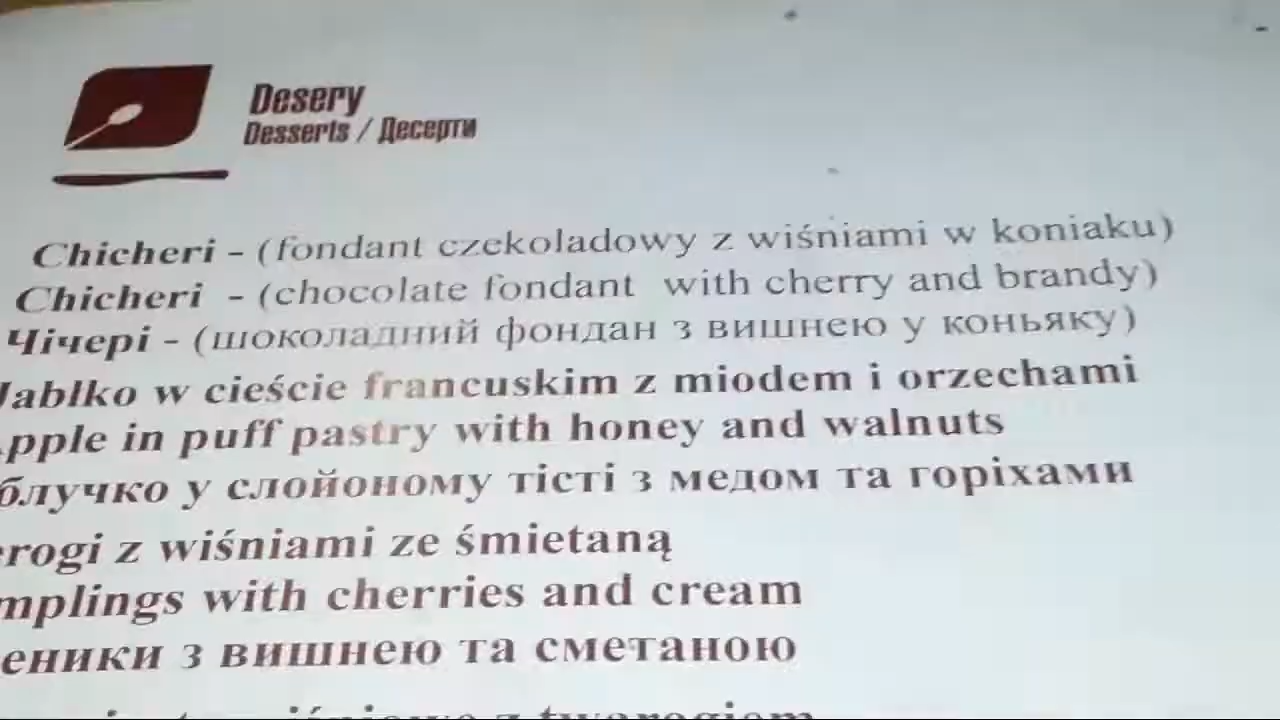 Desery
Desserts / Десерти
Chicheri - (fondant czekoladowy z wiśniami w koniaku)
Chicheri - (chocolate fondant with cherry and brandy)
Чічері - (шоколадний фондан з вишнею у коньяку)
Jabłko w cieście francuskim z miodem i orzechami
pple in puff pastry with honey and walnuts
блучко у слойоному тісті з медом та горіхами
erogi z wiśniami ze śmietaną
mplings with cherries and cream
еники з вишнею та сметаною
z twarogiem